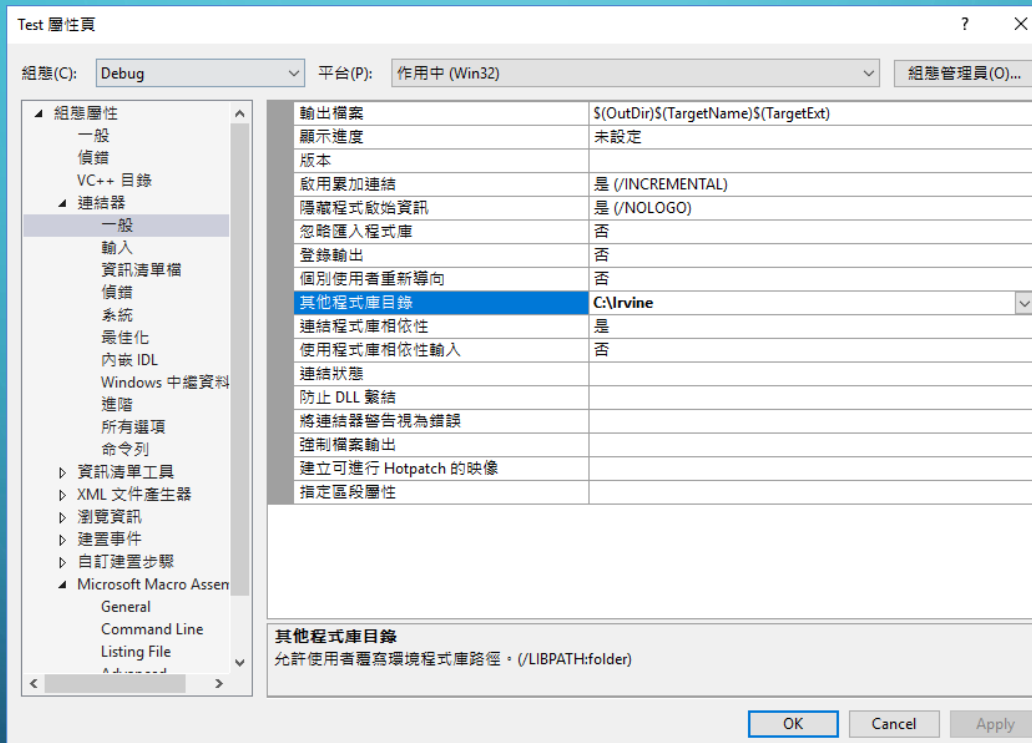 Test 屬性頁
組態(C): Debug 平台(P): 作用中 (Win32) 組態管理員(O)...
組態屬性
一般
偵錯
VC++ 目錄
連結器
一般
輸入
資訊清單檔
偵錯
系統
最佳化
內嵌 IDL
Windows 中繼資料
進階
所有選項
命令列
資訊清單工具
XML 文件產生器
瀏覽資訊
建置事件
自訂建置步驟
Microsoft Macro Assem
General
Command Line
Listing File
Advanced
輸出檔案 $(OutDir)$(TargetName)$(TargetExt)
顯示進度 未設定
版本
啟用累加連結 是 (/INCREMENTAL)
隱藏程式啟始資訊 是 (/NOLOGO)
忽略匯入程式庫 否
登錄輸出 否
個別使用者重新導向 否
其他程式庫目錄 C:\Irvine
連結程式庫相依性 是
使用程式庫相依性輸入 否
連結狀態
防止 DLL 繫結
將連結器警告視為錯誤
強制檔案輸出
建立可進行 Hotpatch 的映像
指定區段屬性
其他程式庫目錄
允許使用者覆寫環境程式庫路徑。(/LIBPATH:folder)
OK Cancel Apply